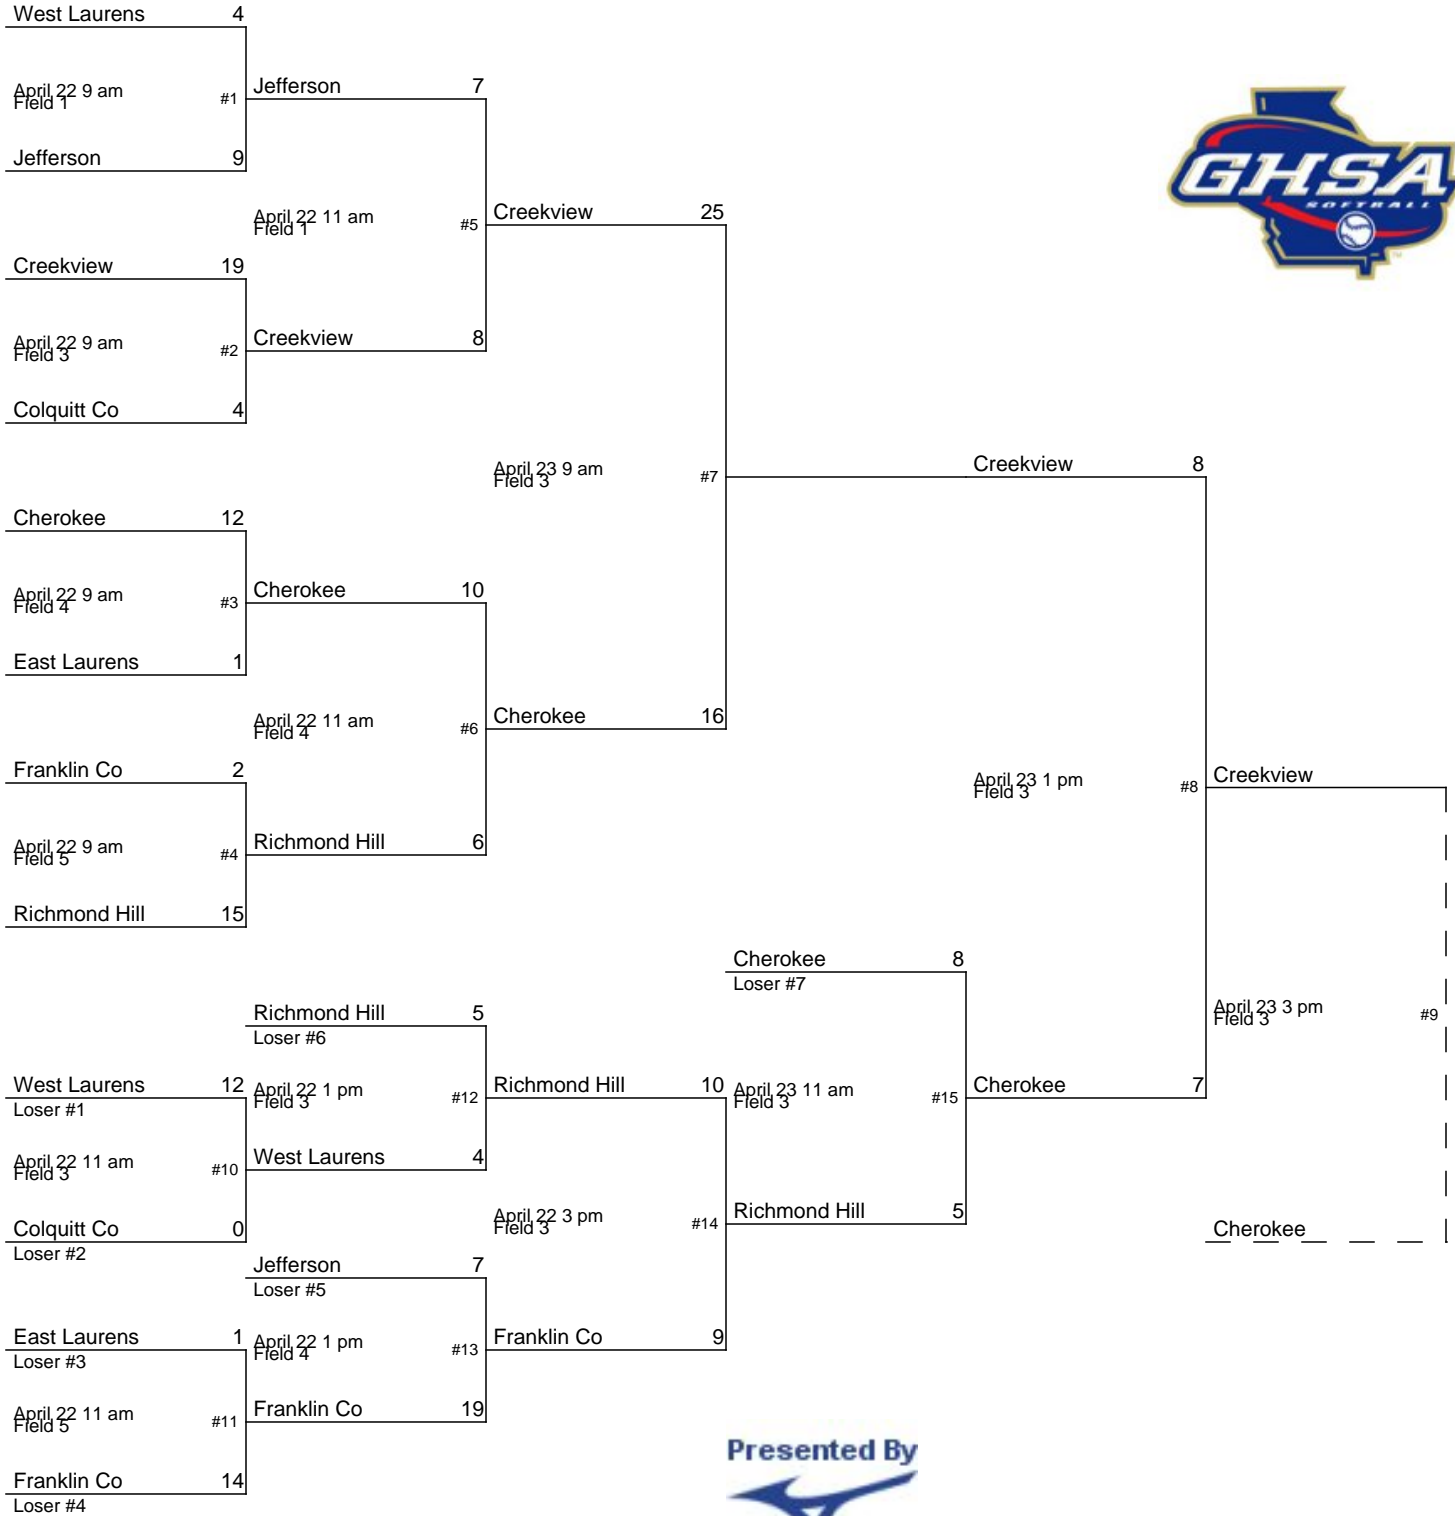 West Laurens 4
April 22 9 am
Field 1
#1
Jefferson 7
Jefferson 9
April 22 11 am
Field 1
#5
Creekview 25
Creekview 19
April 22 9 am
Field 3
#2
Creekview 8
Colquitt Co 4
April 23 9 am
Field 3
#7
Creekview 8
Cherokee 12
April 22 9 am
Field 4
#3
Cherokee 10
East Laurens 1
April 22 11 am
Field 4
#6
Cherokee 16
Franklin Co 2
April 22 9 am
Field 5
#4
Richmond Hill 6
Richmond Hill 15
April 23 1 pm
Field 3
#8
Creekview
Cherokee 8
Loser #7
Richmond Hill 5
Loser #6
April 23 3 pm
Field 3
#9
West Laurens 12
Loser #1
April 22 1 pm
Field 3
#12
Richmond Hill 10
April 23 11 am
Field 3
#15
Cherokee 7
April 22 11 am
Field 3
#10
West Laurens 4
Colquitt Co 0
Loser #2
April 22 3 pm
Field 3
#14
Richmond Hill 5
Cherokee
Jefferson 7
Loser #5
East Laurens 1
Loser #3
April 22 1 pm
Field 4
#13
Franklin Co 9
April 22 11 am
Field 5
#11
Franklin Co 19
Franklin Co 14
Loser #4
GHSA
SOFTBALL
TM
Presented By